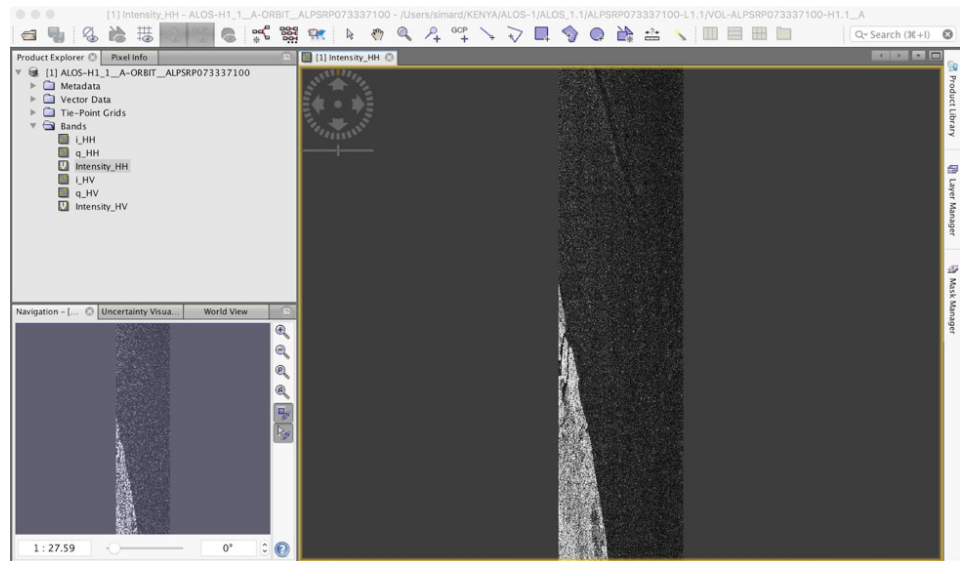 [1] Intensity_HH - ALOS-H1_1__A-ORBIT__ALPSRP073337100 - /Users/simard/KENYA/ALOS-1/ALOS_1.1/ALPSRP073337100-L1.1/VOL-ALPSRP073337100-H1.1__A
GCP
Search (⌘+I)
Product Explorer
Pixel Info
[1] Intensity_HH
[1] ALOS-H1_1__A-ORBIT__ALPSRP073337100
Metadata
Vector Data
Tie-Point Grids
Bands
i_HH
q_HH
Intensity_HH
i_HV
q_HV
Intensity_HV
Product Library
Layer Manager
Mask Manager
Navigation - [...
Uncertainty Visua...
World View
1 : 27.59
0°